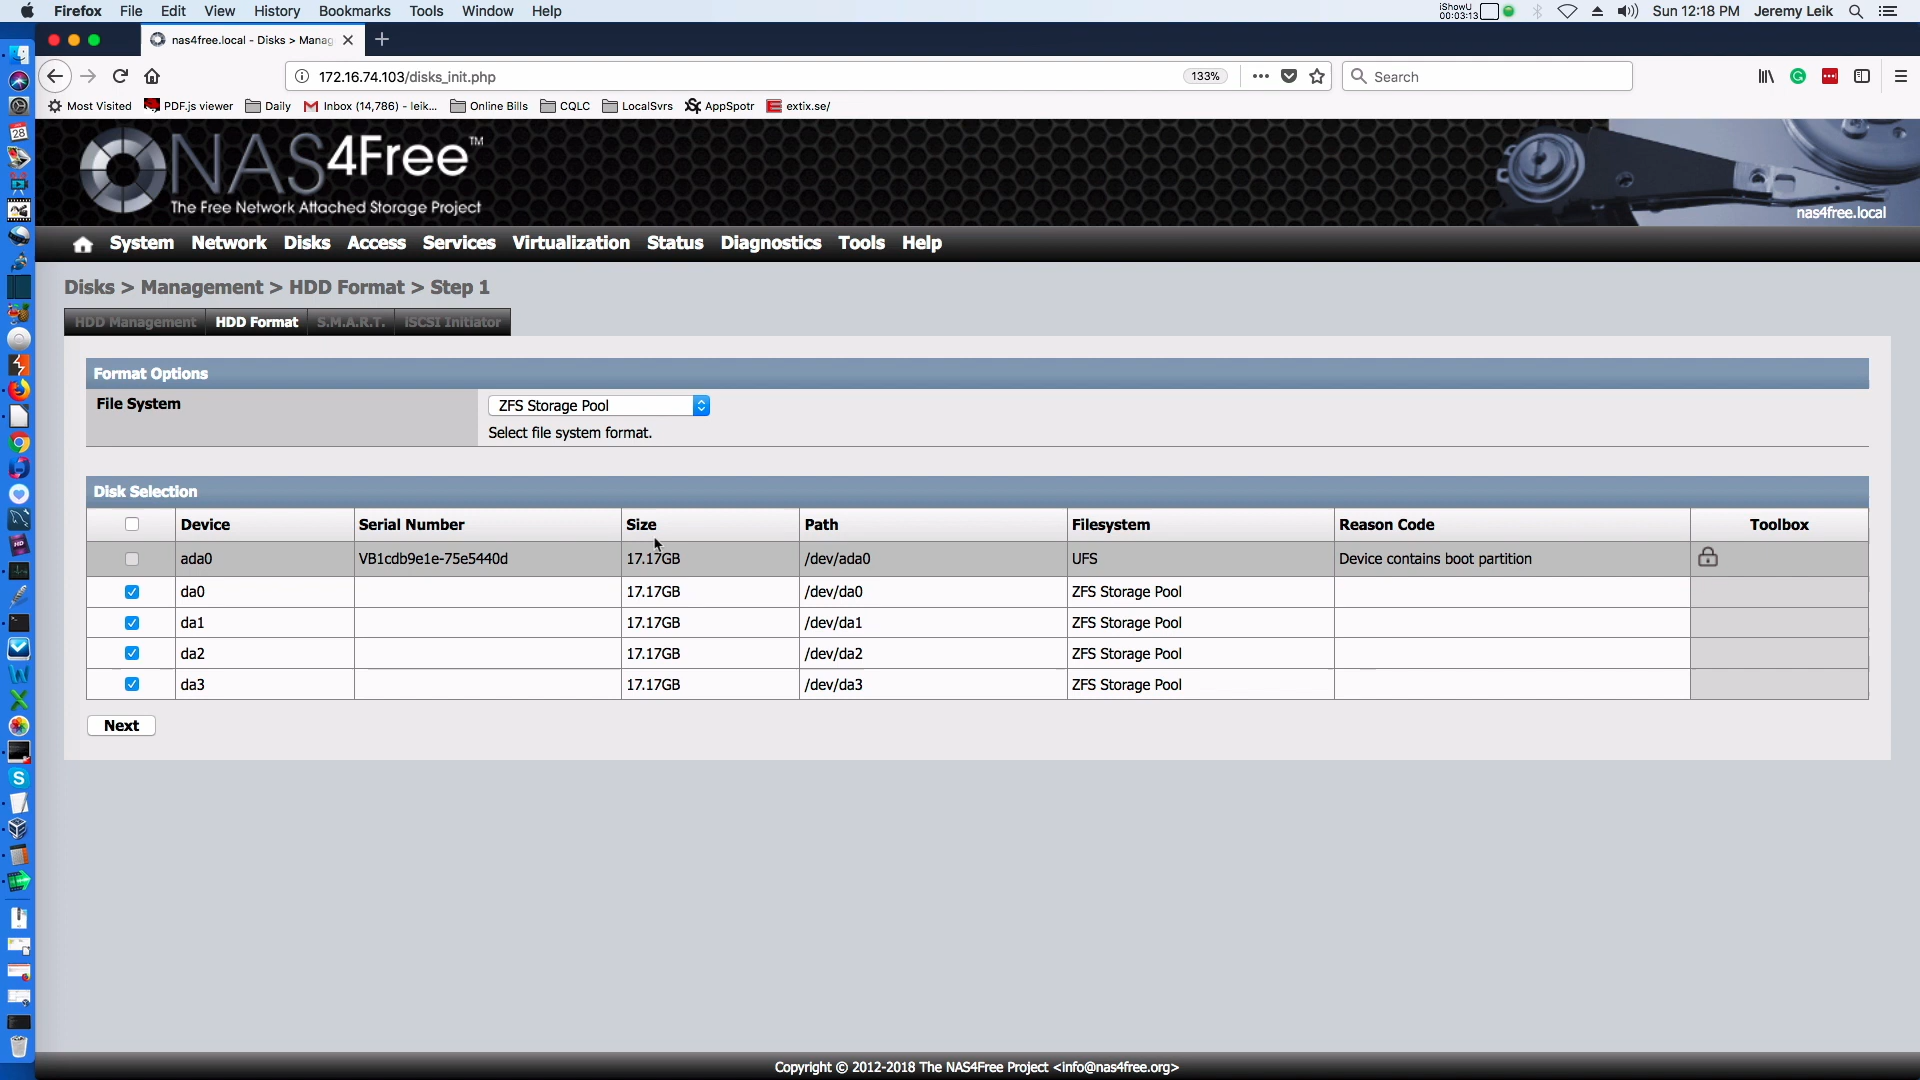 Firefox File Edit View History Bookmarks Tools Window Help
iShowU
00:03:13
Sun 12:18 PM Jeremy Leik
nas4free.local - Disks > Manag
172.16.74.103/disks_init.php 133% Search
Most Visited PDF.js viewer Daily Inbox (14,786) - leik... Online Bills CQLC LocalSvrs AppSpotr extix.se/
NAS4Free™
The Free Network Attached Storage Project
nas4free.local
System Network Disks Access Services Virtualization Status Diagnostics Tools Help
Disks > Management > HDD Format > Step 1
HDD Management HDD Format S.M.A.R.T. iSCSI Initiator
Format Options
File System ZFS Storage Pool
Select file system format.
Disk Selection
Device Serial Number Size Path Filesystem Reason Code Toolbox
ada0 VB1cdb9e1e-75e5440d 17.17GB /dev/ada0 UFS Device contains boot partition
da0 17.17GB /dev/da0 ZFS Storage Pool
da1 17.17GB /dev/da1 ZFS Storage Pool
da2 17.17GB /dev/da2 ZFS Storage Pool
da3 17.17GB /dev/da3 ZFS Storage Pool
Next
Copyright © 2012-2018 The NAS4Free Project <info@nas4free.org>